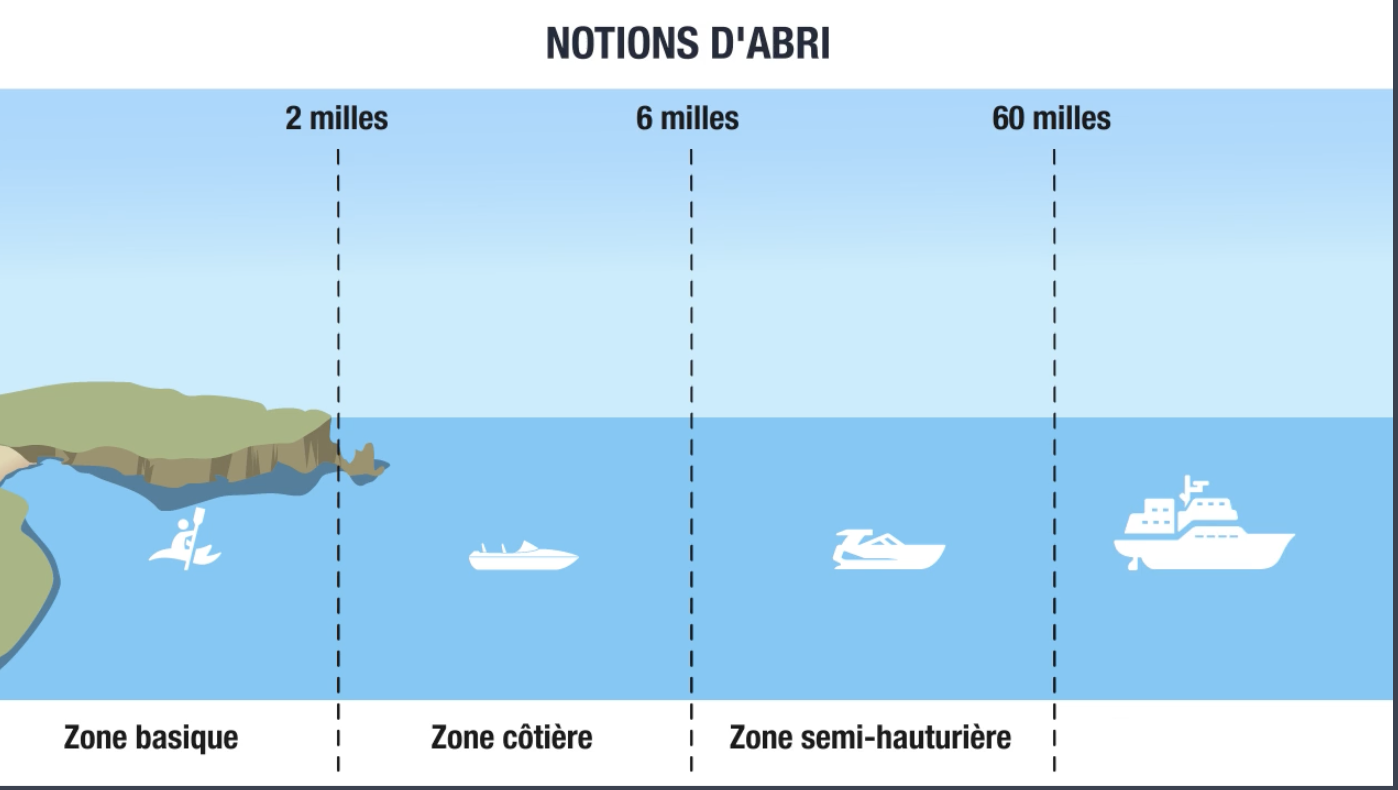 NOTIONS D'ABRI
2 milles
6 milles
60 milles
Zone basique
Zone côtière
Zone semi-hauturière